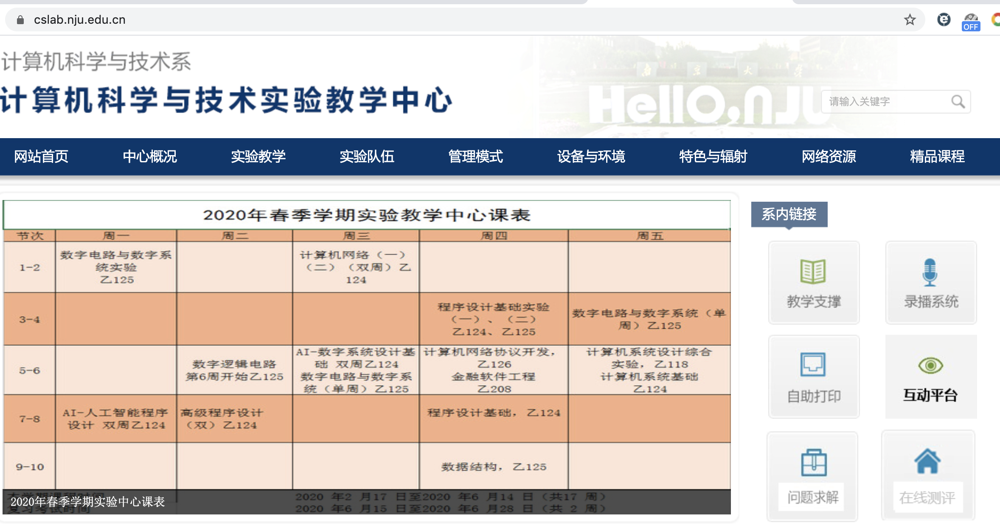 cslab.nju.edu.cn
OFF
计算机科学与技术系
计算机科学与技术实验教学中心
南京大学
Hello, NJU
请输入关键字
网站首页 中心概况 实验教学 实验队伍 管理模式 设备与环境 特色与辐射 网络资源 精品课程
2020年春季学期实验教学中心课表
节次 周一 周二 周三 周四 周五
1-2
数字电路与数字系
统实验
乙125
计算机网络（一）
（二）（双周）乙
124
3-4
程序设计基础实验
（一）、（二）
乙124、乙125
数字电路与数字系统（单
周）乙125
5-6
数字逻辑电路
第6周开始乙125
AI-数字系统设计基
础 双周乙124
数字电路与数字系
统（单周）乙125
计算机网络协议开发，
乙126
金融软件工程
乙208
计算机系统设计综合
实验，乙118
计算机系统基础
乙124
7-8
AI-人工智能程序
设计 双周乙124
高级程序设计
（双）乙124
程序设计基础，乙124
9-10
数据结构，乙125
2020 年2 月17 日至2020 年6 月14 日（共17 周）
复习考试时间
2020 年6 月15 日至2020 年6 月28 日（共 2 周）
2020年春季学期实验中心课表
系内链接
教学支撑
录播系统
自助打印
互动平台
问题求解
在线测评